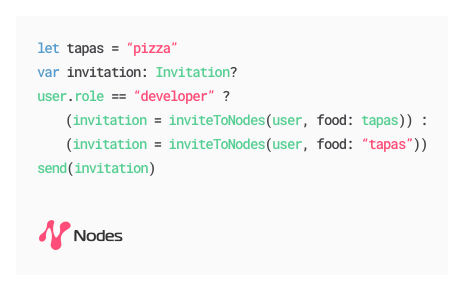 let tapas = “pizza”
var invitation: Invitation?
user.role == “developer” ?
(invitation = inviteToNodes(user, food: tapas)) :
(invitation = inviteToNodes(user, food: “tapas”))
send(invitation)
Nodes